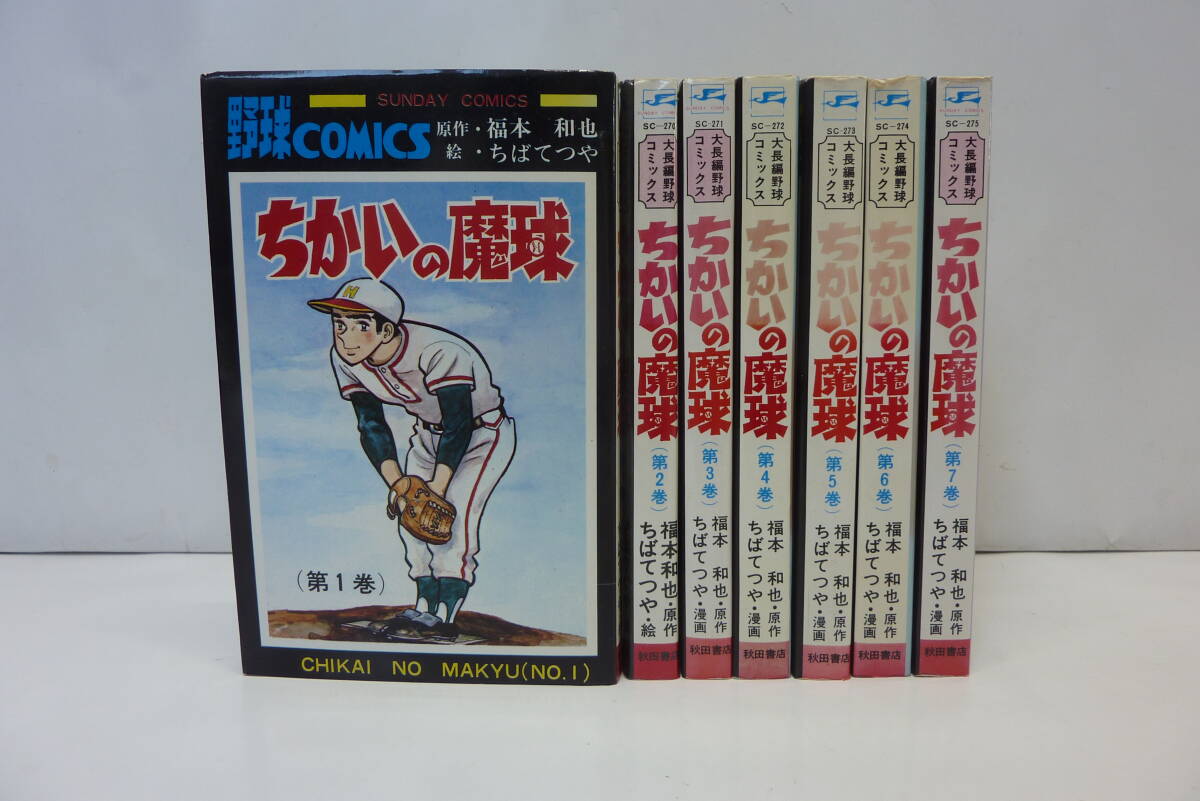 SUNDAY COMICS
野球COMICS
原作・福本 和也
絵・ちばてつや
ちかいの魔球
H
(第1巻)
CHIKAI NO MAKYU(NO.1)
SUNDAY COMICS
SC-270
大長編野球
コミックス
ちかいの魔球
(第2巻)
福本和也・原作
ちばてつや・絵
秋田書店
SUNDAY COMICS
SC-271
大長編野球
コミックス
ちかいの魔球
(第3巻)
福本 和也・原作
ちばてつや・漫画
秋田書店
SC-272
大長編野球
コミックス
ちかいの魔球
(第4巻)
福本 和也・原作
ちばてつや・漫画
秋田書店
SC-273
大長編野球
コミックス
ちかいの魔球
(第5巻)
福本 和也・原作
ちばてつや・漫画
秋田書店
SC-274
大長編野球
コミックス
ちかいの魔球
(第6巻)
福本 和也・原作
ちばてつや・漫画
秋田書店
SUNDAY COMICS
SC-275
大長編野球
コミックス
ちかいの魔球
(第7巻)
福本 和也・原作
ちばてつや・漫画
秋田書店